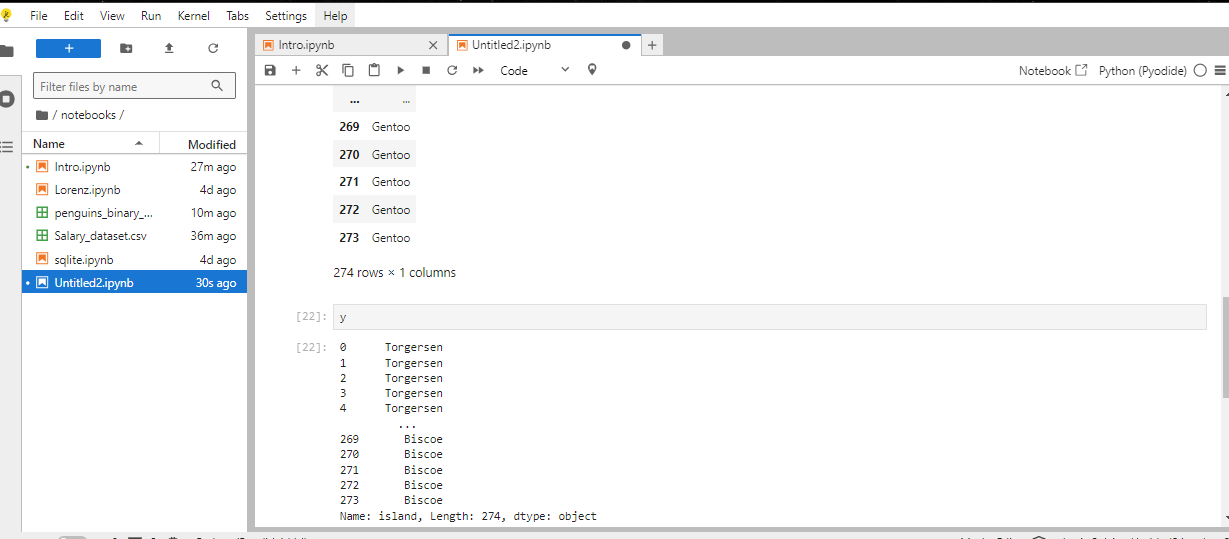 File Edit View Run Kernel Tabs Settings Help
Intro.ipynb
Untitled2.ipynb
Code
Notebook
Python (Pyodide)
Filter files by name
/ notebooks /
Name Modified
Intro.ipynb 27m ago
Lorenz.ipynb 4d ago
penguins_binary_... 10m ago
Salary_dataset.csv 36m ago
sqlite.ipynb 4d ago
Untitled2.ipynb 30s ago
... ...
269 Gentoo
270 Gentoo
271 Gentoo
272 Gentoo
273 Gentoo
274 rows × 1 columns
[22]: y
[22]: 0 Torgersen
1 Torgersen
2 Torgersen
3 Torgersen
4 Torgersen
...
269 Biscoe
270 Biscoe
271 Biscoe
272 Biscoe
273 Biscoe
Name: island, Length: 274, dtype: object